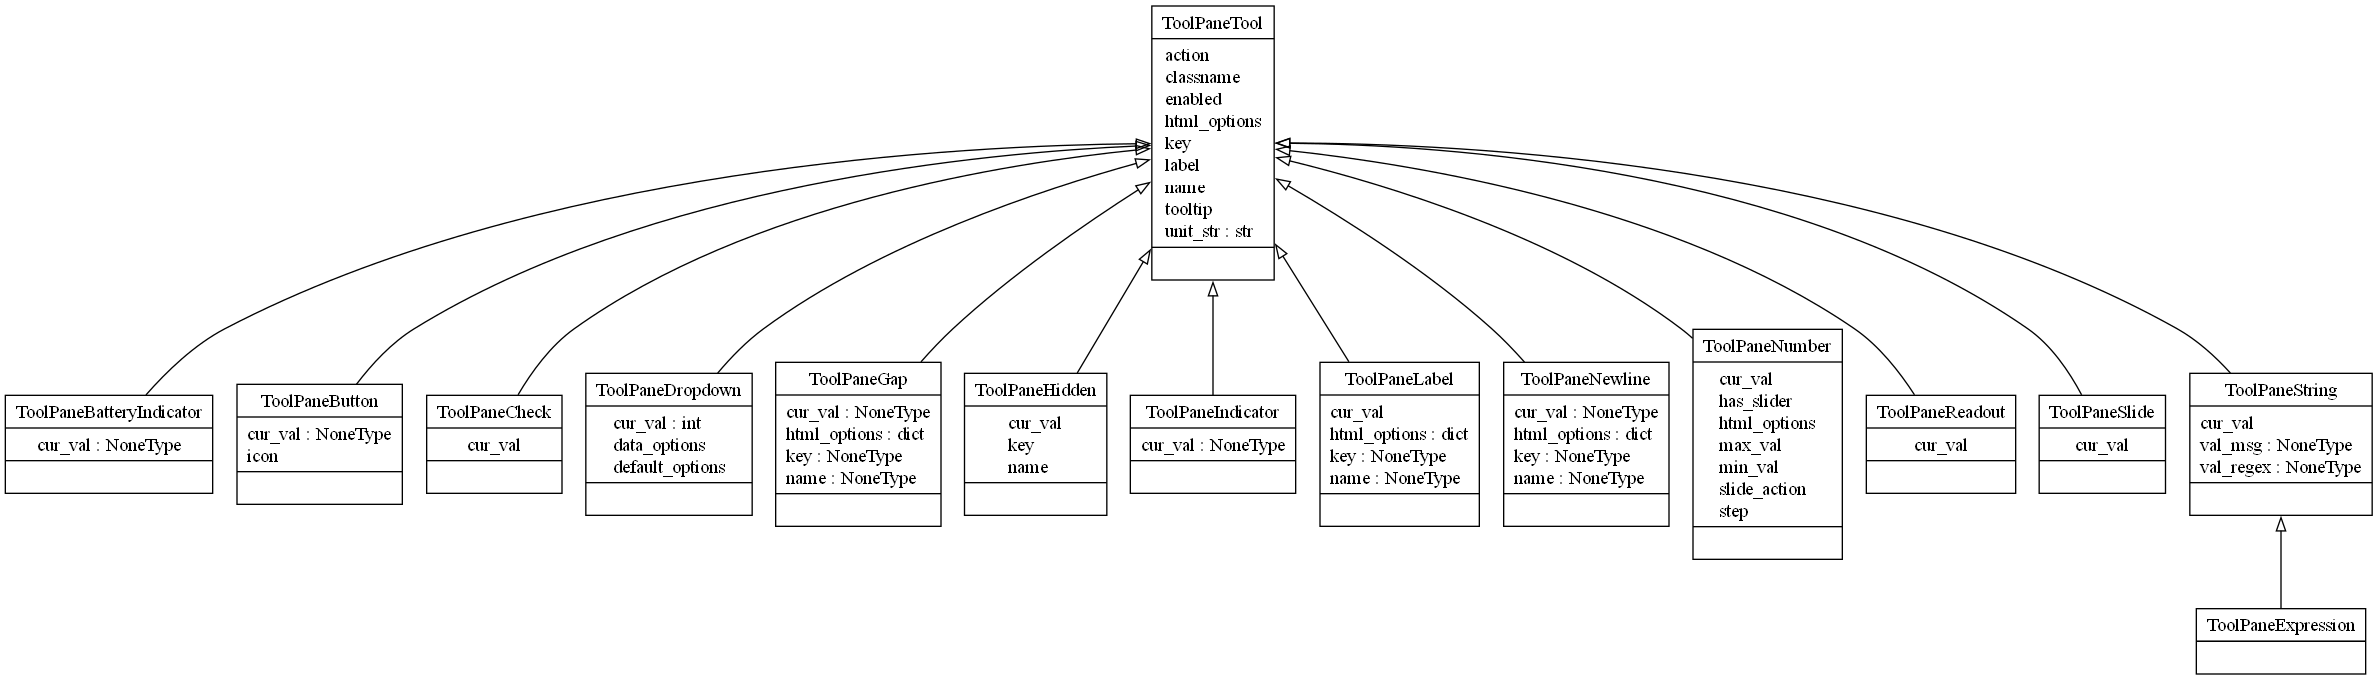 ToolPaneTool
action
classname
enabled
html_options
key
label
name
tooltip
unit_str : str
ToolPaneBatteryIndicator
cur_val : NoneType
ToolPaneButton
cur_val : NoneType
icon
ToolPaneCheck
cur_val
ToolPaneDropdown
cur_val : int
data_options
default_options
ToolPaneGap
cur_val : NoneType
html_options : dict
key : NoneType
name : NoneType
ToolPaneHidden
cur_val
key
name
ToolPaneIndicator
cur_val : NoneType
ToolPaneLabel
cur_val
html_options : dict
key : NoneType
name : NoneType
ToolPaneNewline
cur_val : NoneType
html_options : dict
key : NoneType
name : NoneType
ToolPaneNumber
cur_val
has_slider
html_options
max_val
min_val
slide_action
step
ToolPaneReadout
cur_val
ToolPaneSlide
cur_val
ToolPaneString
cur_val
val_msg : NoneType
val_regex : NoneType
ToolPaneExpression